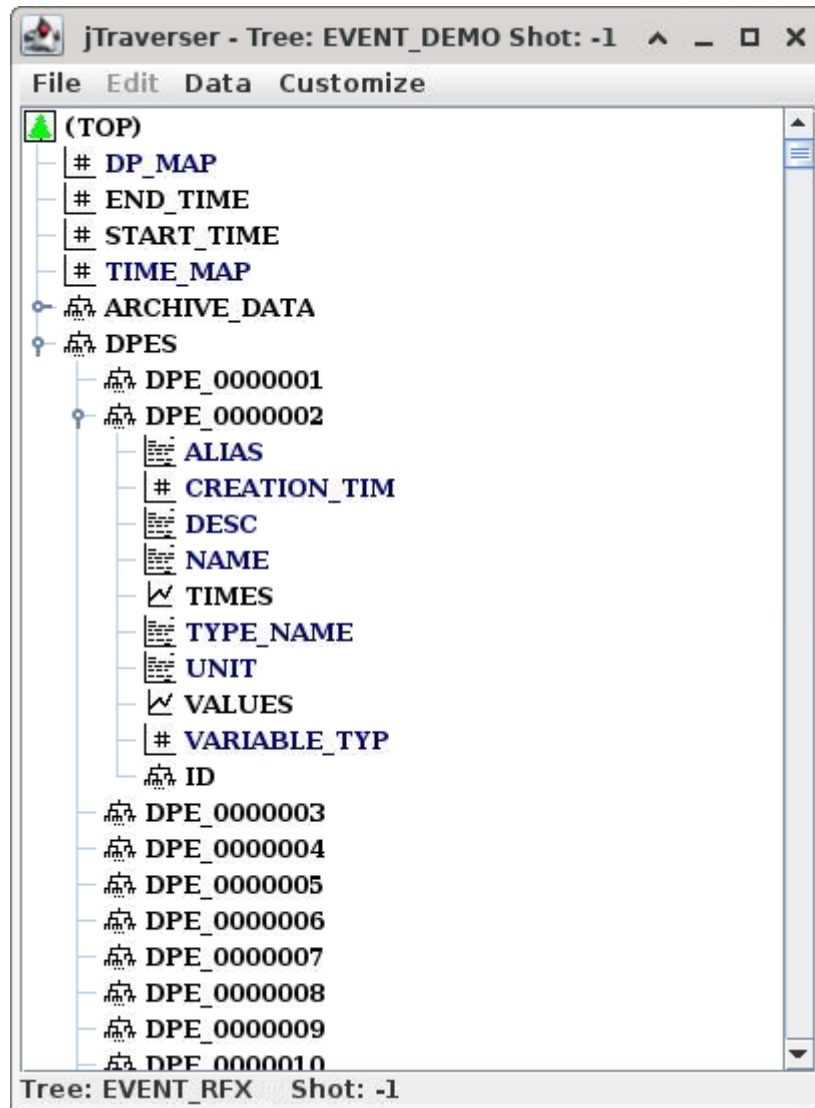 jTraverser - Tree: EVENT_DEMO Shot: -1
File Edit Data Customize
(TOP)
# DP_MAP
# END_TIME
# START_TIME
# TIME_MAP
ARCHIVE_DATA
DPES
DPE_0000001
DPE_0000002
ALIAS
# CREATION_TIM
DESC
NAME
TIMES
TYPE_NAME
UNIT
VALUES
# VARIABLE_TYP
ID
DPE_0000003
DPE_0000004
DPE_0000005
DPE_0000006
DPE_0000007
DPE_0000008
DPE_0000009
DPE_0000010
Tree: EVENT_RFX Shot: -1